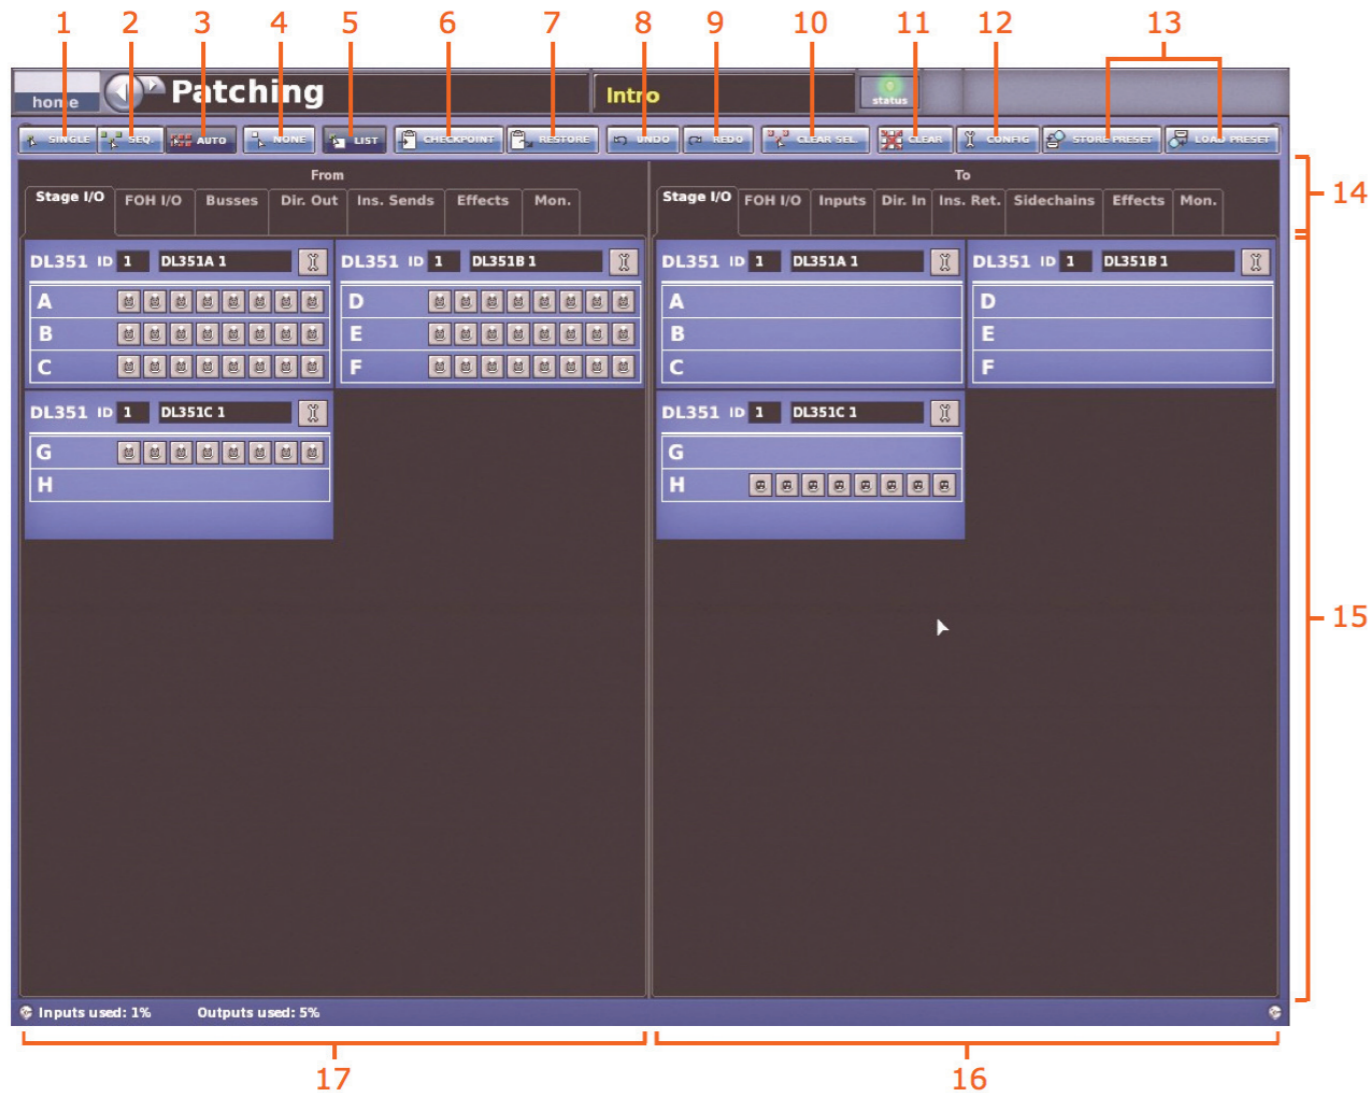 1 2 3 4 5 6 7 8 9 10 11 12 13
home Patching Intro status
SINGLE SEQ. AUTO NONE LIST CHECKPOINT RESTORE UNDO REDO CLEAR SEL. CLEAR CONFIG STORE PRESET LOAD PRESET
From To
14
Stage I/O FOH I/O Busses Dir. Out Ins. Sends Effects Mon. Stage I/O FOH I/O Inputs Dir. In Ins. Ret. Sidechains Effects Mon.
DL351 ID 1 DL351A 1 DL351 ID 1 DL351B 1 DL351 ID 1 DL351A 1 DL351 ID 1 DL351B 1
A D A D
B E B E
C F C F
DL351 ID 1 DL351C 1 DL351 ID 1 DL351C 1
G G
H H
15
Inputs used: 1% Outputs used: 5%
17 16